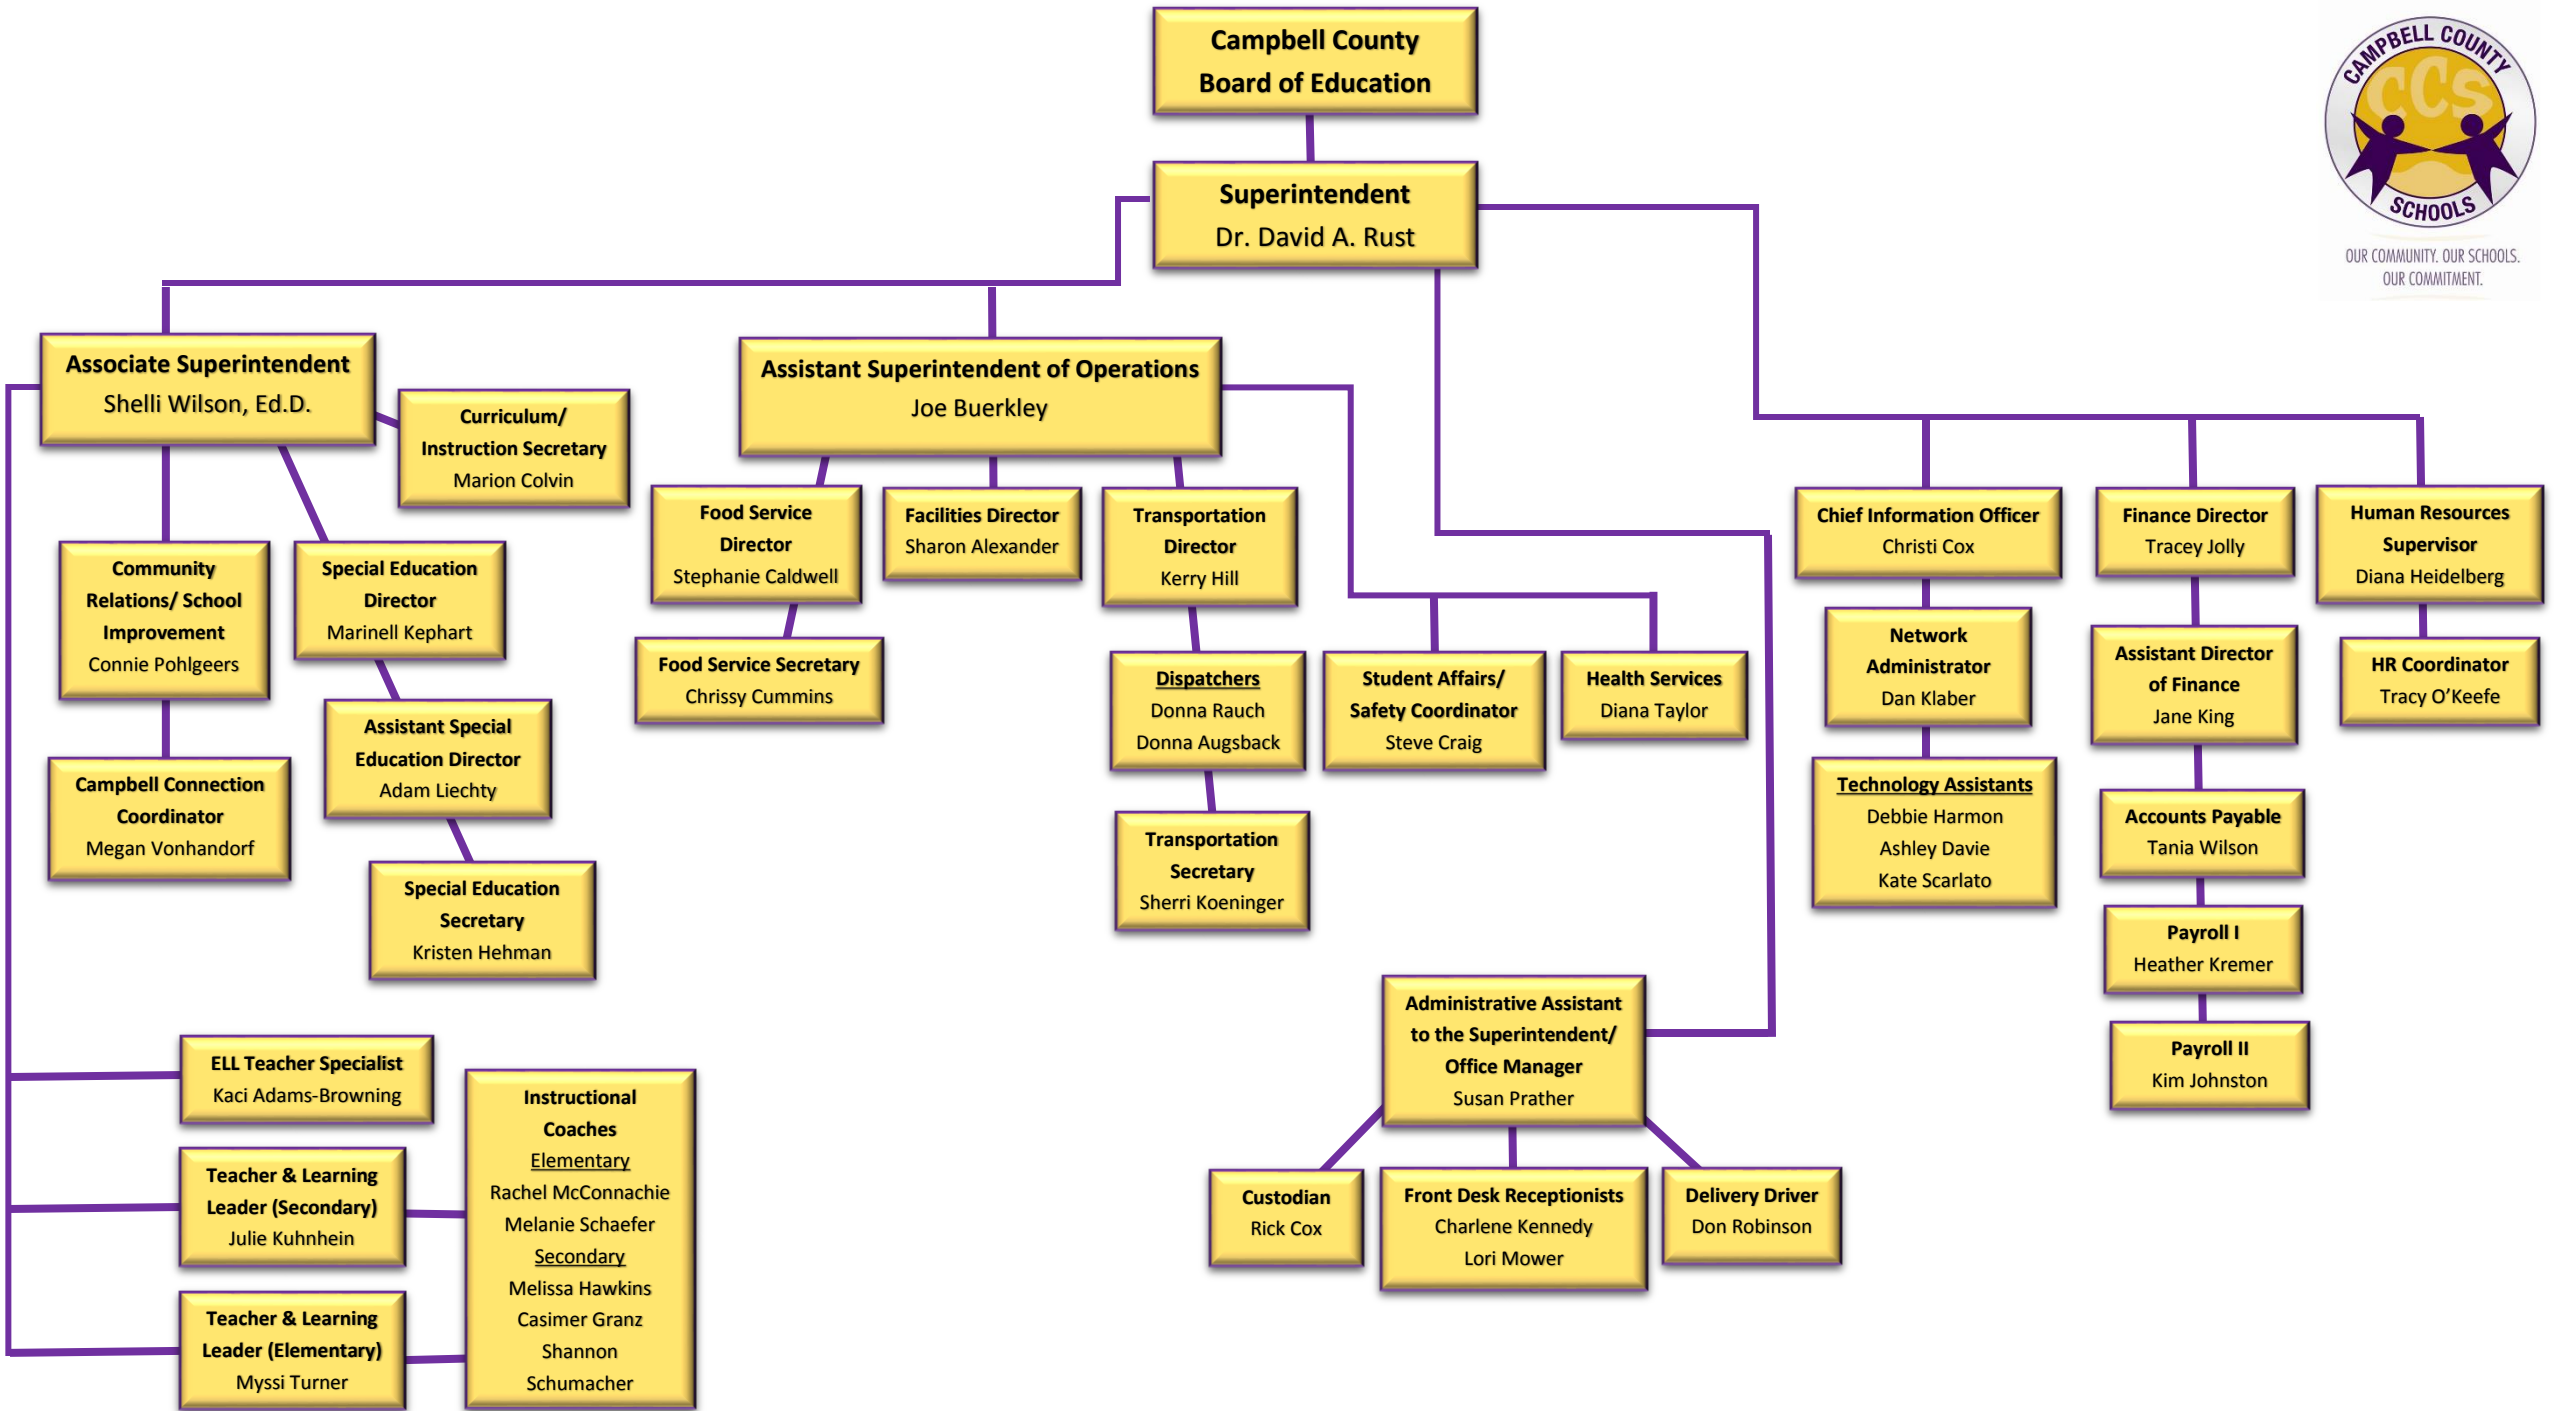 Campbell County
Board of Education
CAMPBELL COUNTY
CCS
SCHOOLS
OUR COMMUNITY. OUR SCHOOLS.
OUR COMMITMENT.
Superintendent
Dr. David A. Rust
Associate Superintendent
Shelli Wilson, Ed.D.
Curriculum/
Instruction Secretary
Marion Colvin
Community
Relations/ School
Improvement
Connie Pohlgeers
Campbell Connection
Coordinator
Megan Vonhandorf
Special Education
Director
Marinell Kephart
Assistant Special
Education Director
Adam Liechty
Special Education
Secretary
Kristen Hehman
ELL Teacher Specialist
Kaci Adams-Browning
Teacher & Learning
Leader (Secondary)
Julie Kuhnhein
Teacher & Learning
Leader (Elementary)
Myssi Turner
Instructional
Coaches
Elementary
Rachel McConnachie
Melanie Schaefer
Secondary
Melissa Hawkins
Casimer Granz
Shannon
Schumacher
Assistant Superintendent of Operations
Joe Buerkley
Food Service
Director
Stephanie Caldwell
Food Service Secretary
Chrissy Cummins
Facilities Director
Sharon Alexander
Transportation
Director
Kerry Hill
Dispatchers
Donna Rauch
Donna Augsback
Transportation
Secretary
Sherri Koeninger
Student Affairs/
Safety Coordinator
Steve Craig
Health Services
Diana Taylor
Administrative Assistant
to the Superintendent/
Office Manager
Susan Prather
Custodian
Rick Cox
Front Desk Receptionists
Charlene Kennedy
Lori Mower
Delivery Driver
Don Robinson
Chief Information Officer
Christi Cox
Network
Administrator
Dan Klaber
Technology Assistants
Debbie Harmon
Ashley Davie
Kate Scarlato
Finance Director
Tracey Jolly
Assistant Director
of Finance
Jane King
Accounts Payable
Tania Wilson
Payroll I
Heather Kremer
Payroll II
Kim Johnston
Human Resources
Supervisor
Diana Heidelberg
HR Coordinator
Tracy O’Keefe